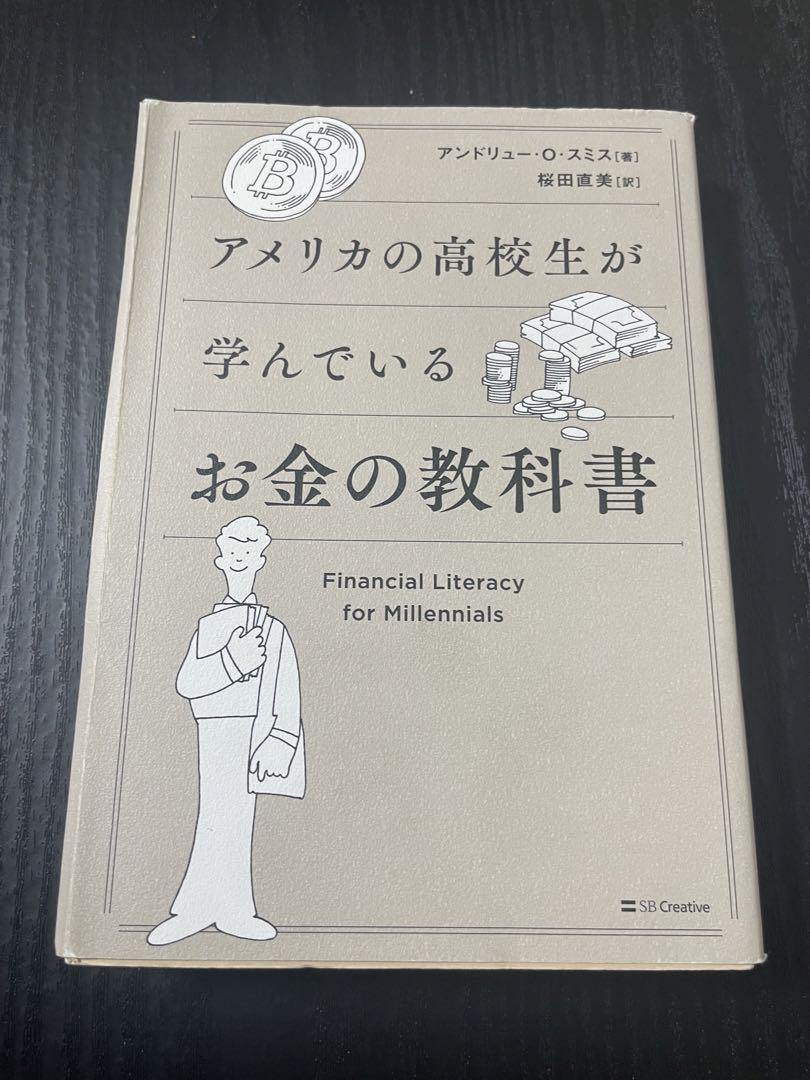 アンドリュー・O・スミス[著]
桜田直美[訳]
アメリカの高校生が
学んでいる
お金の教科書
Financial Literacy
for Millennials
SB Creative